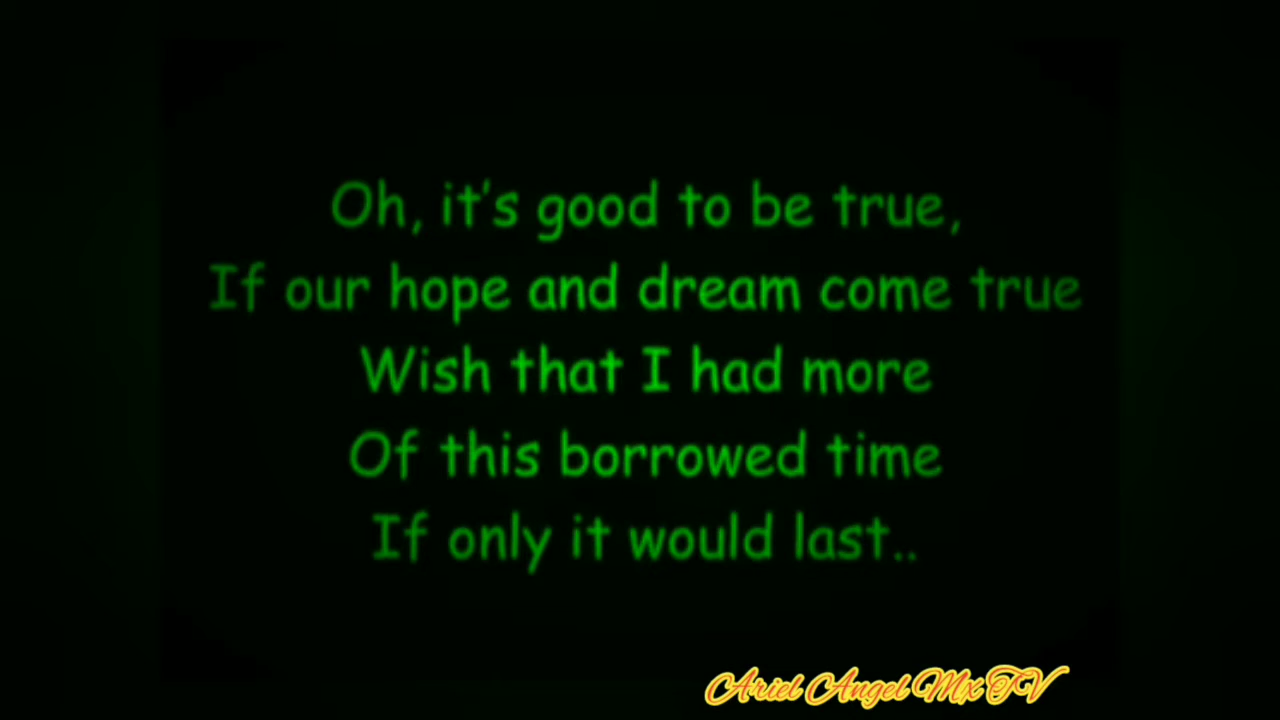 Oh, it's good to be true,
If our hope and dream come true
Wish that I had more
Of this borrowed time
If only it would last..
Ariel Angel Mx TV